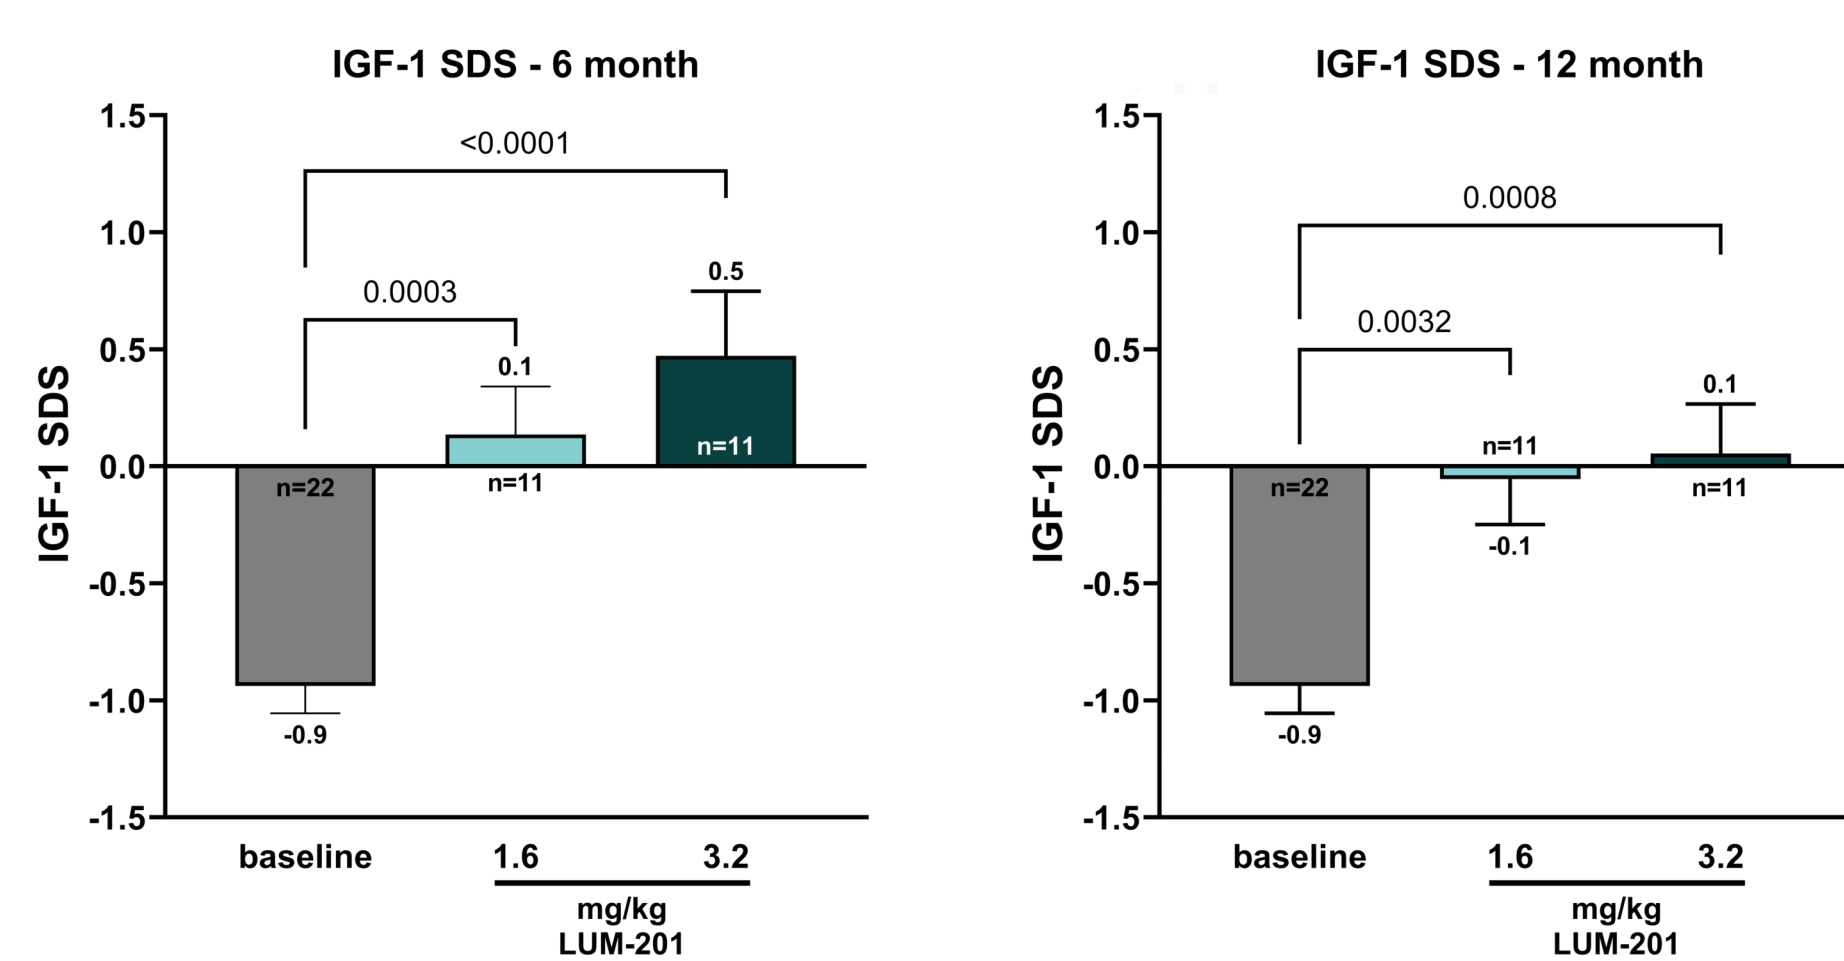 IGF-1 SDS - 6 month
1.5
<0.0001
1.0
0.5
0.0003
0.5
0.1
IGF-1 SDS
n=11
0.0
n=22
n=11
-0.5
-1.0
-0.9
-1.5
baseline
1.6
3.2
mg/kg
LUM-201
IGF-1 SDS - 12 month
1.5
0.0008
1.0
0.0032
0.5
0.1
IGF-1 SDS
n=11
0.0
n=22
n=11
-0.1
-0.5
-1.0
-0.9
-1.5
baseline
1.6
3.2
mg/kg
LUM-201